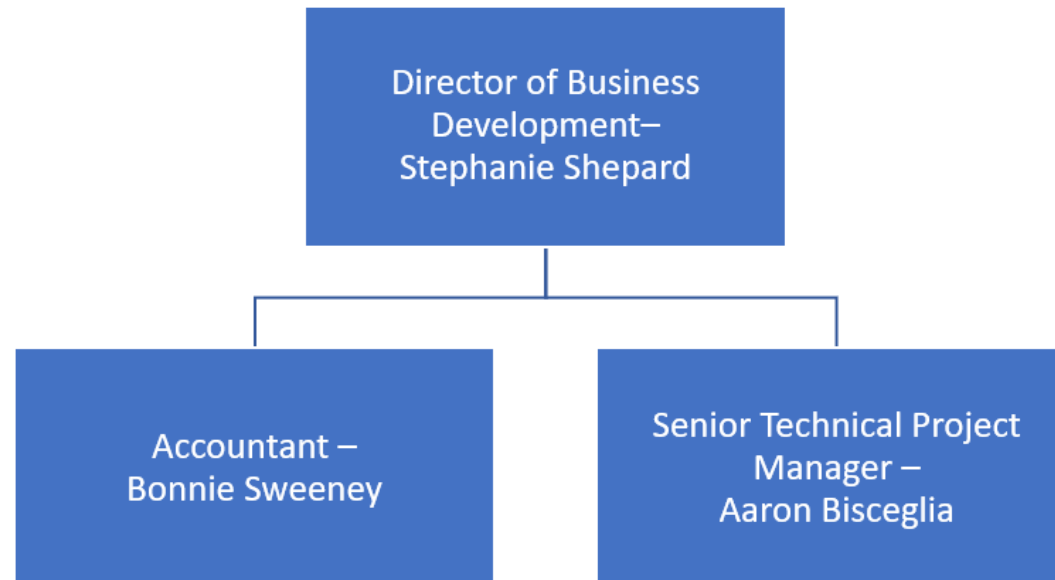 Director of Business
Development–
Stephanie Shepard
Accountant –
Bonnie Sweeney
Senior Technical Project
Manager –
Aaron Bisceglia